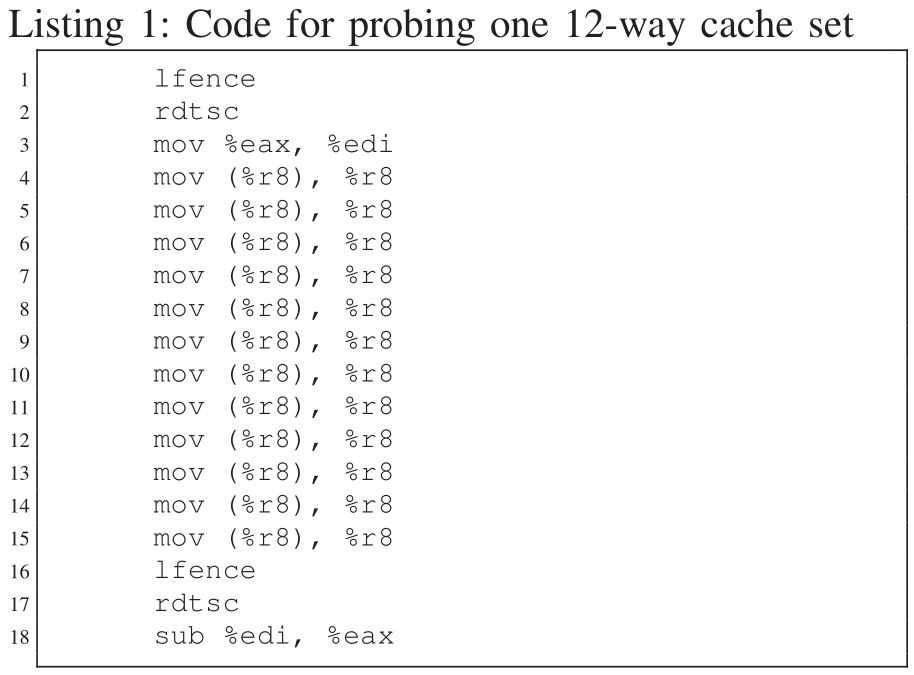 Listing 1: Code for probing one 12-way cache set
1 lfence
2 rdtsc
3 mov %eax, %edi
4 mov (%r8), %r8
5 mov (%r8), %r8
6 mov (%r8), %r8
7 mov (%r8), %r8
8 mov (%r8), %r8
9 mov (%r8), %r8
10 mov (%r8), %r8
11 mov (%r8), %r8
12 mov (%r8), %r8
13 mov (%r8), %r8
14 mov (%r8), %r8
15 mov (%r8), %r8
16 lfence
17 rdtsc
18 sub %edi, %eax